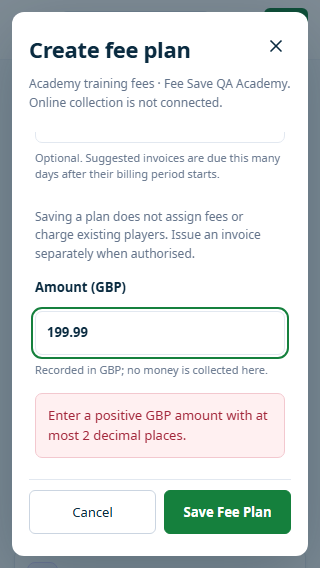 Create fee plan
Academy training fees · Fee Save QA Academy.
Online collection is not connected.
Optional. Suggested invoices are due this many
days after their billing period starts.
Saving a plan does not assign fees or
charge existing players. Issue an invoice
separately when authorised.
Amount (GBP)
199.99
Recorded in GBP; no money is collected here.
Enter a positive GBP amount with at
most 2 decimal places.
Cancel
Save Fee Plan